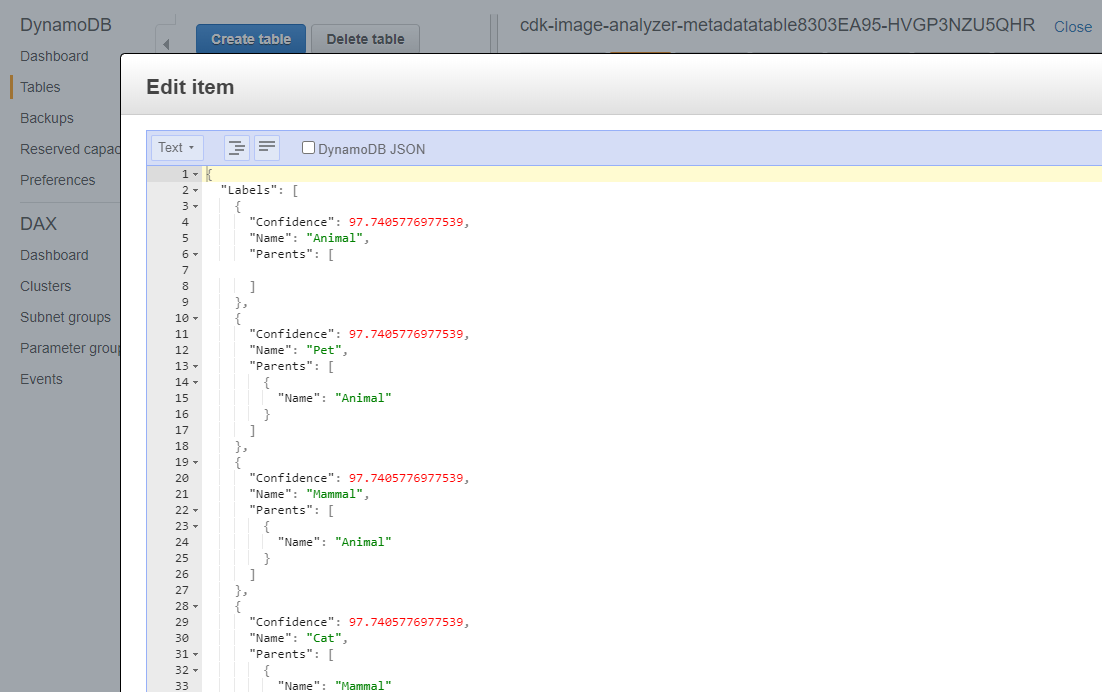 DynamoDB
Dashboard
Tables
Backups
Reserved capac
Preferences
DAX
Dashboard
Clusters
Subnet groups
Parameter group
Events
Create table
Delete table
cdk-image-analyzer-metadatatable8303EA95-HVGP3NZU5QHR
Close
Edit item
Text
DynamoDB JSON
1 {
2 "Labels": [
3 {
4 "Confidence": 97.7405776977539,
5 "Name": "Animal",
6 "Parents": [
7
8 ]
9 },
10 {
11 "Confidence": 97.7405776977539,
12 "Name": "Pet",
13 "Parents": [
14 {
15 "Name": "Animal"
16 }
17 ]
18 },
19 {
20 "Confidence": 97.7405776977539,
21 "Name": "Mammal",
22 "Parents": [
23 {
24 "Name": "Animal"
25 }
26 ]
27 },
28 {
29 "Confidence": 97.7405776977539,
30 "Name": "Cat",
31 "Parents": [
32 {
33 "Name": "Mammal"